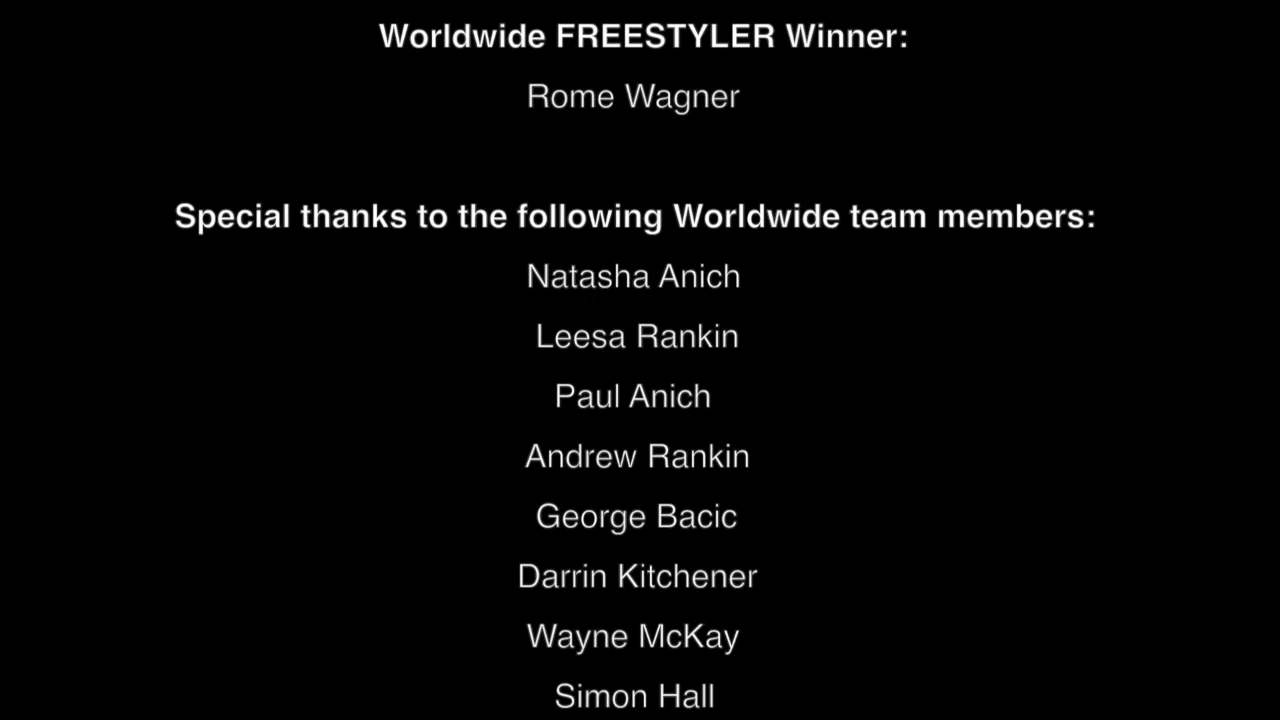 Worldwide FREESTYLER Winner:
Rome Wagner
Special thanks to the following Worldwide team members:
Natasha Anich
Leesa Rankin
Paul Anich
Andrew Rankin
George Bacic
Darrin Kitchener
Wayne McKay
Simon Hall